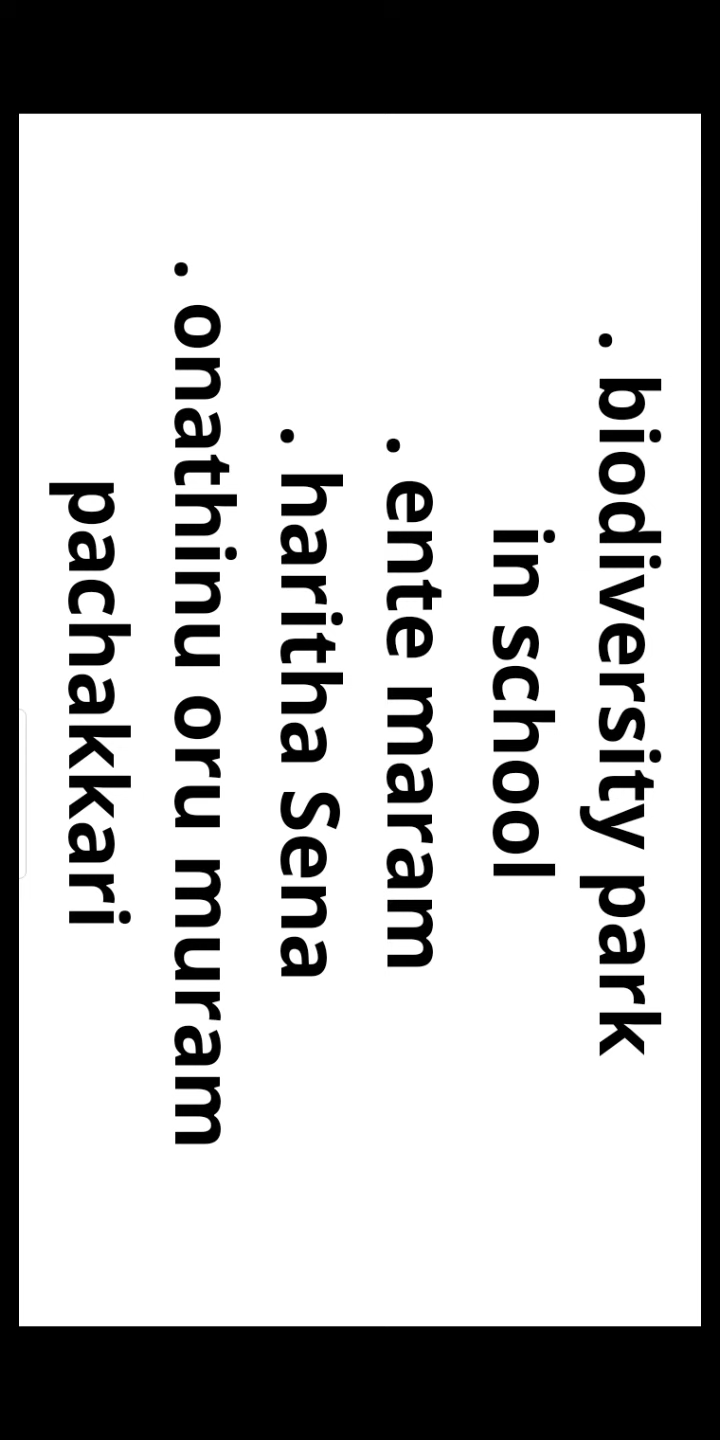 . biodiversity park
in school
. ente maram
. haritha Sena
. onathinu oru muram
pachakkari